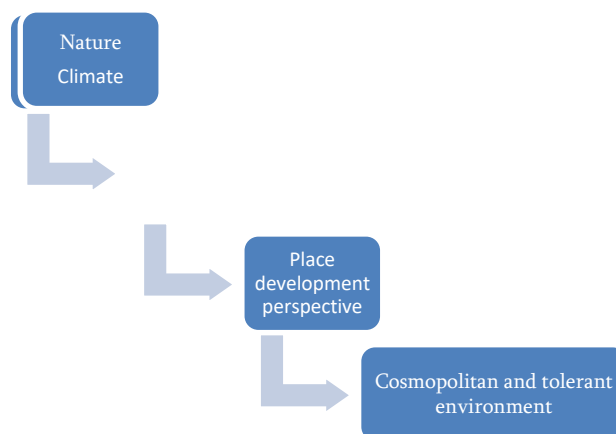 Nature
Climate
Place
development
perspective
Cosmopolitan and tolerant
environment